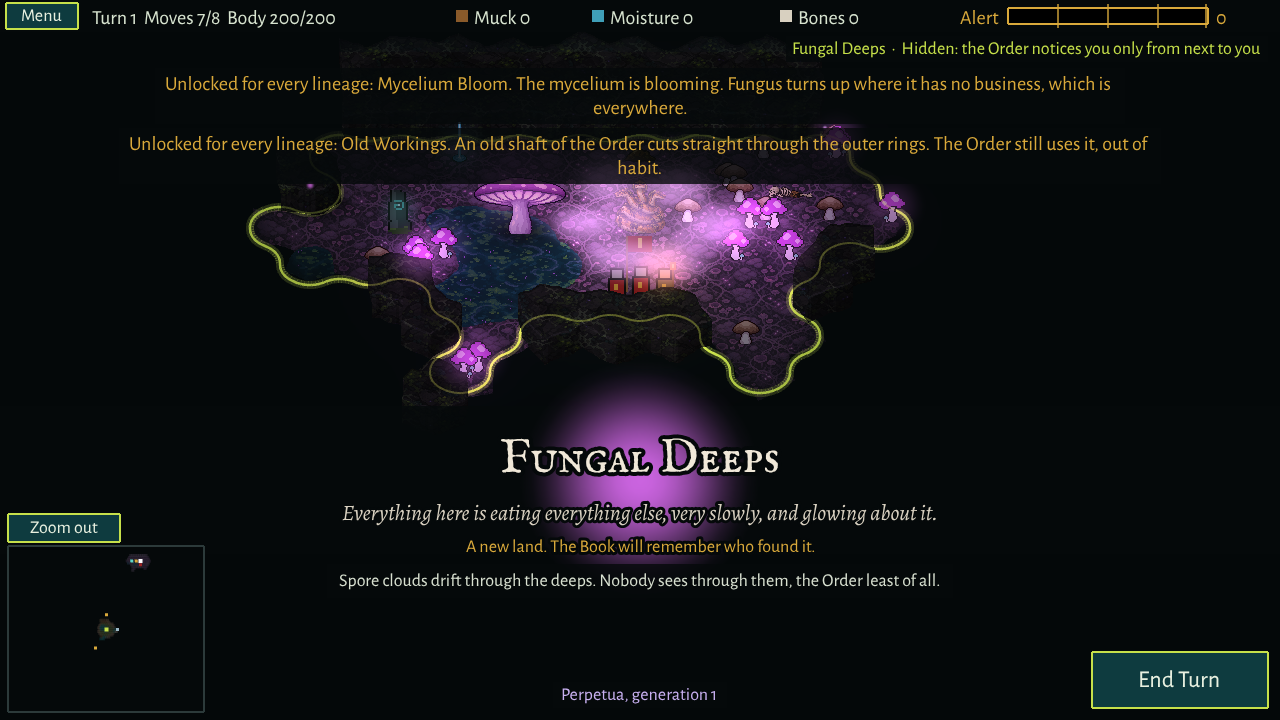 Menu
Turn 1 Moves 7/8 Body 200/200
Muck 0
Moisture 0
Bones 0
Alert
0
Fungal Deeps · Hidden: the Order notices you only from next to you
Unlocked for every lineage: Mycelium Bloom. The mycelium is blooming. Fungus turns up where it has no business, which is
everywhere.
Unlocked for every lineage: Old Workings. An old shaft of the Order cuts straight through the outer rings. The Order still uses it, out of
habit.
Fungal Deeps
Everything here is eating everything else, very slowly, and glowing about it.
A new land. The Book will remember who found it.
Spore clouds drift through the deeps. Nobody sees through them, the Order least of all.
Zoom out
End Turn
Perpetua, generation 1